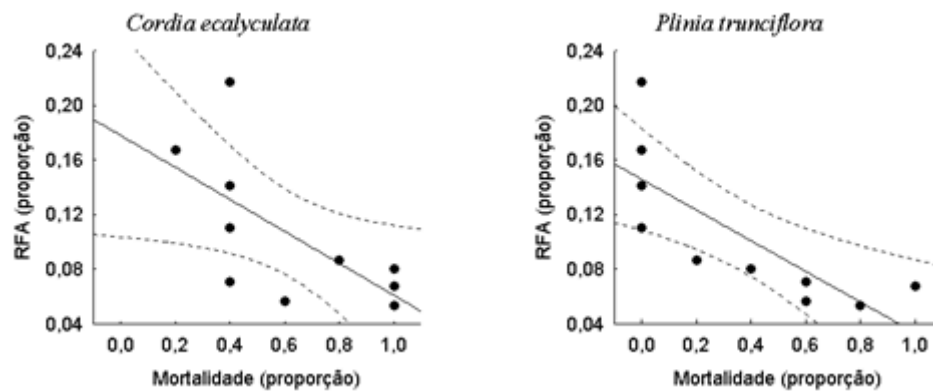 Cordia ecalyculata
Plinia trunciflora
RFA (proporção)
0,24
0,20
0,16
0,12
0,08
0,04
0,0 0,2 0,4 0,6 0,8 1,0
Mortalidade (proporção)
RFA (proporção)
0,24
0,20
0,16
0,12
0,08
0,04
0,0 0,2 0,4 0,6 0,8 1,0
Mortalidade (proporção)